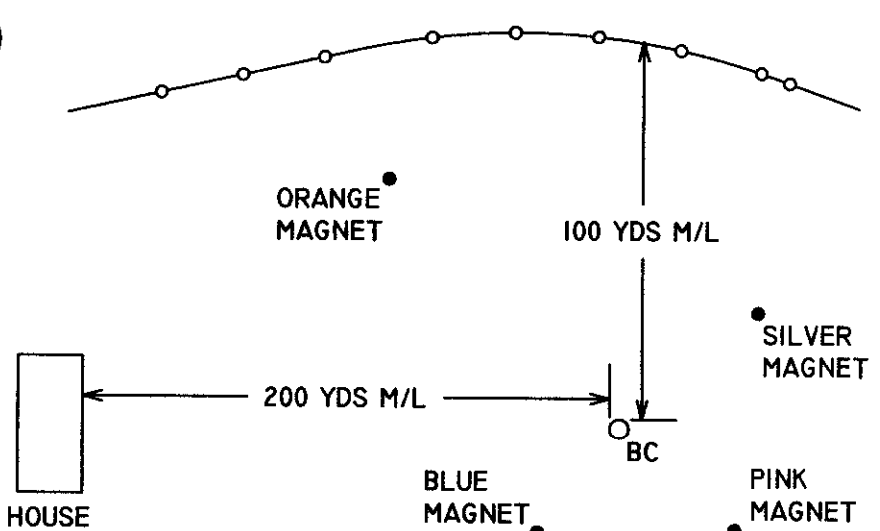 ORANGE
MAGNET
100 YDS M/L
SILVER
MAGNET
200 YDS M/L
BC
BLUE
MAGNET
PINK
MAGNET
HOUSE